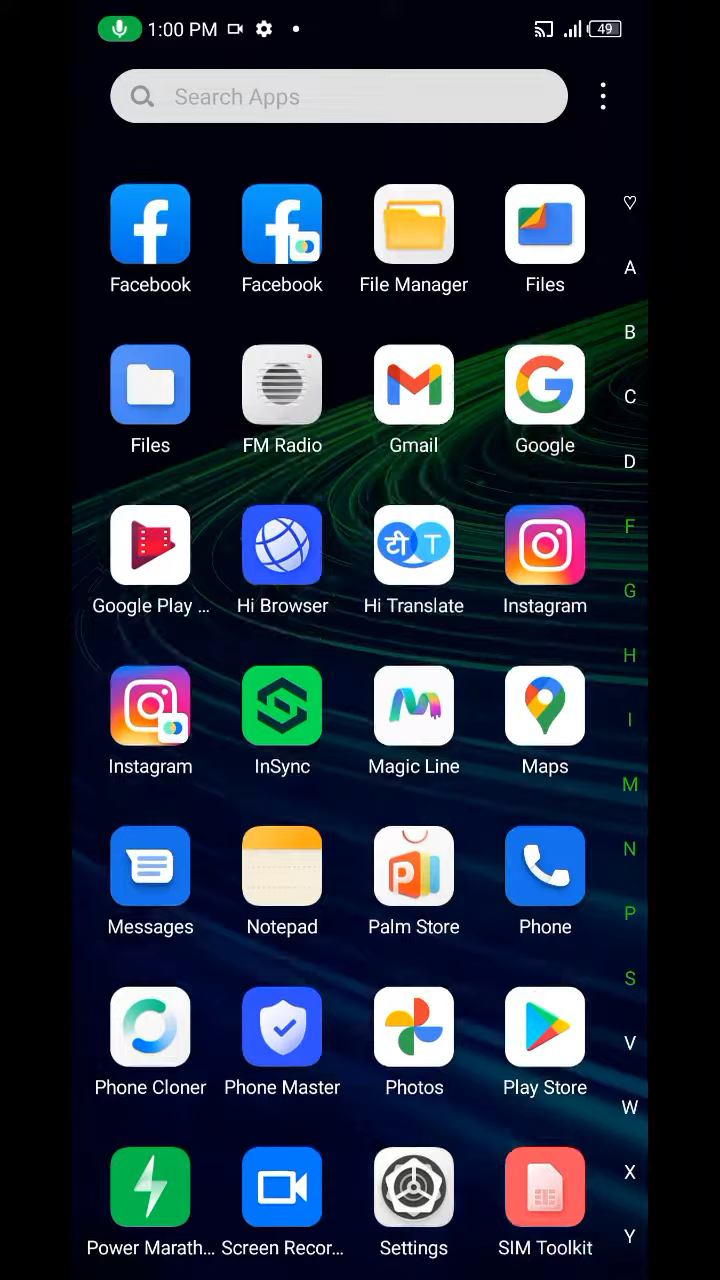 1:00 PM
49
Search Apps
Facebook
Facebook
File Manager
Files
♡
A
B
Files
FM Radio
Gmail
Google
C
D
टी T
Google Play ...
Hi Browser
Hi Translate
Instagram
F
G
H
Instagram
InSync
Magic Line
Maps
I
M
Messages
Notepad
P
Palm Store
Phone
N
P
S
Phone Cloner
Phone Master
Photos
Play Store
V
W
Power Marath...
Screen Recor...
Settings
SIM Toolkit
X
Y